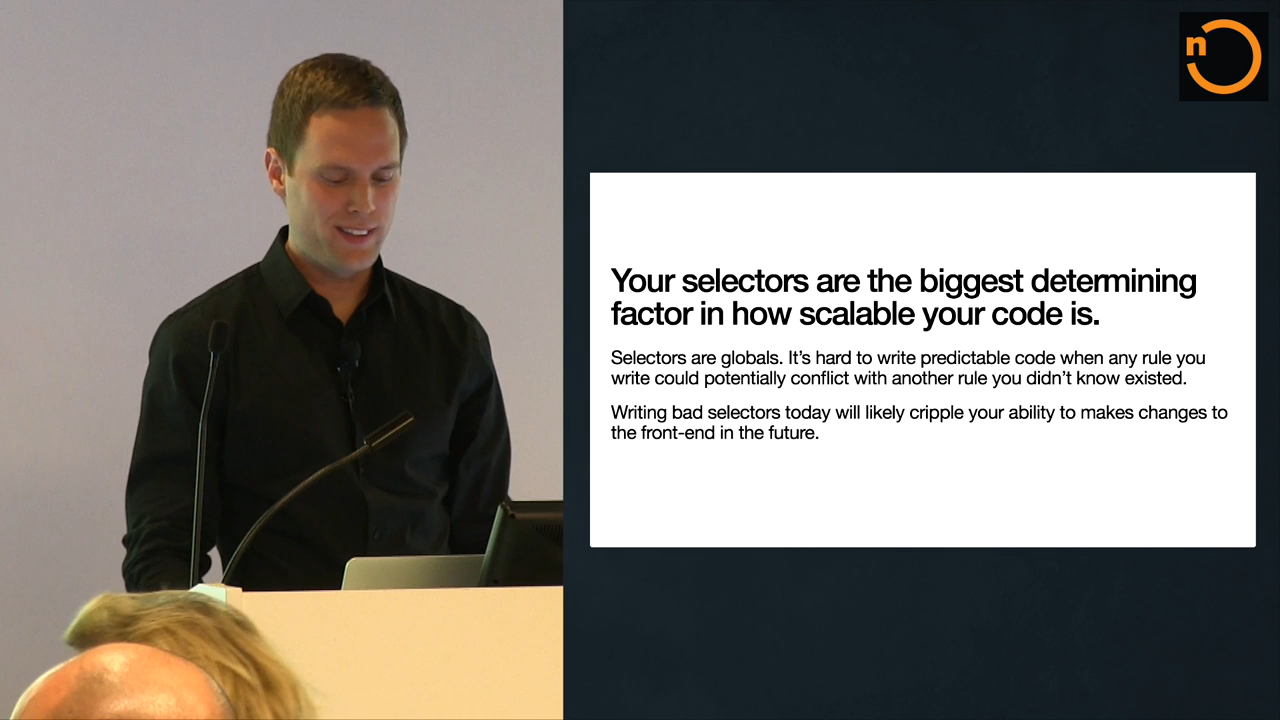 n
Your selectors are the biggest determining
factor in how scalable your code is.
Selectors are globals. It’s hard to write predictable code when any rule you
write could potentially conflict with another rule you didn’t know existed.
Writing bad selectors today will likely cripple your ability to makes changes to
the front-end in the future.